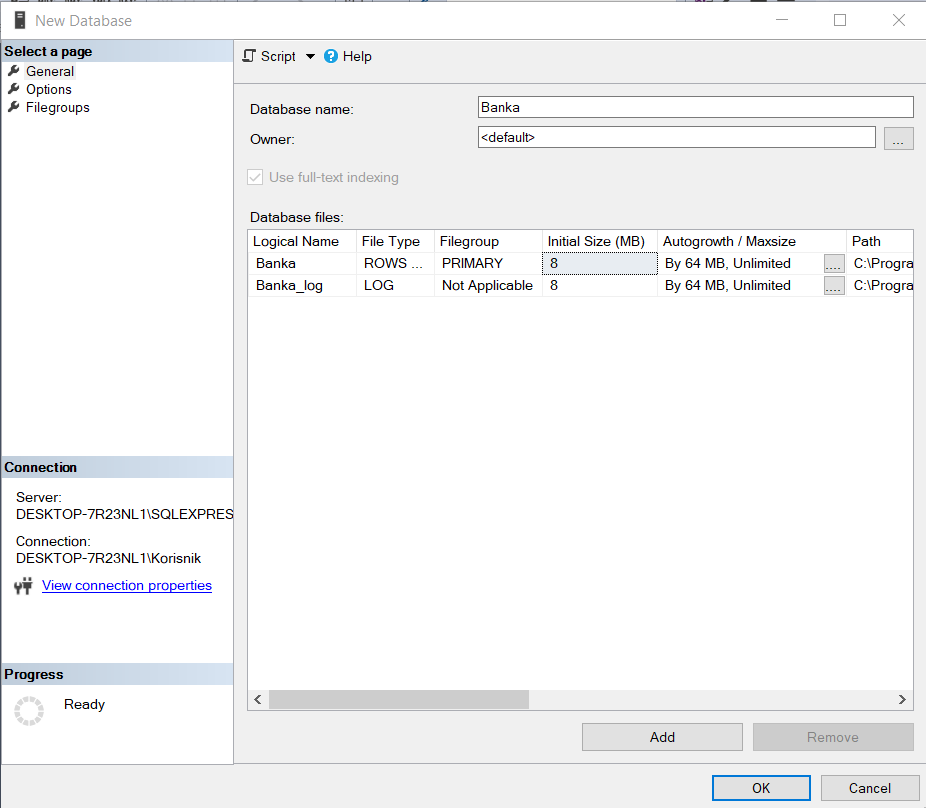 New Database
Select a page
General
Options
Filegroups
Script Help
Database name: Banka
Owner: <default> ...
Use full-text indexing
Database files:
Logical Name File Type Filegroup Initial Size (MB) Autogrowth / Maxsize Path
Banka ROWS ... PRIMARY 8 By 64 MB, Unlimited .... C:\Progra
Banka_log LOG Not Applicable 8 By 64 MB, Unlimited .... C:\Progra
Connection
Server:
DESKTOP-7R23NL1\SQLEXPRES
Connection:
DESKTOP-7R23NL1\Korisnik
View connection properties
Progress
Ready
Add Remove
OK Cancel